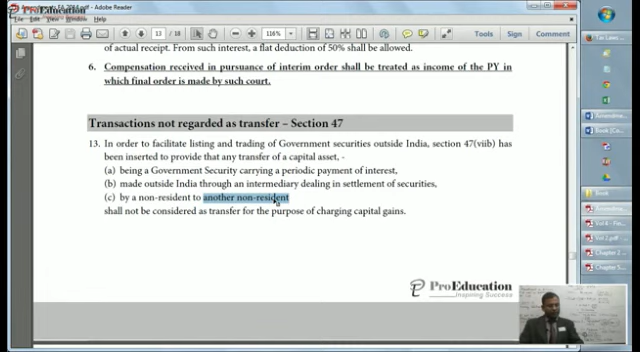 ProEducation
Adobe Reader
File Edit View Window Help
13 / 18
116%
Tools
Sign
Comment
of actual receipt. From such interest, a flat deduction of 50% shall be allowed.
6. Compensation received in pursuance of interim order shall be treated as income of the PY in
which final order is made by such court.
Transactions not regarded as transfer – Section 47
13. In order to facilitate listing and trading of Government securities outside India, section 47(viib) has
been inserted to provide that any transfer of a capital asset, -
(a) being a Government Security carrying a periodic payment of interest,
(b) made outside India through an intermediary dealing in settlement of securities,
(c) by a non-resident to another non-resident
shall not be considered as transfer for the purpose of charging capital gains.
ProEducation
Inspiring Success
Book
Chapter 2
Chapter 5